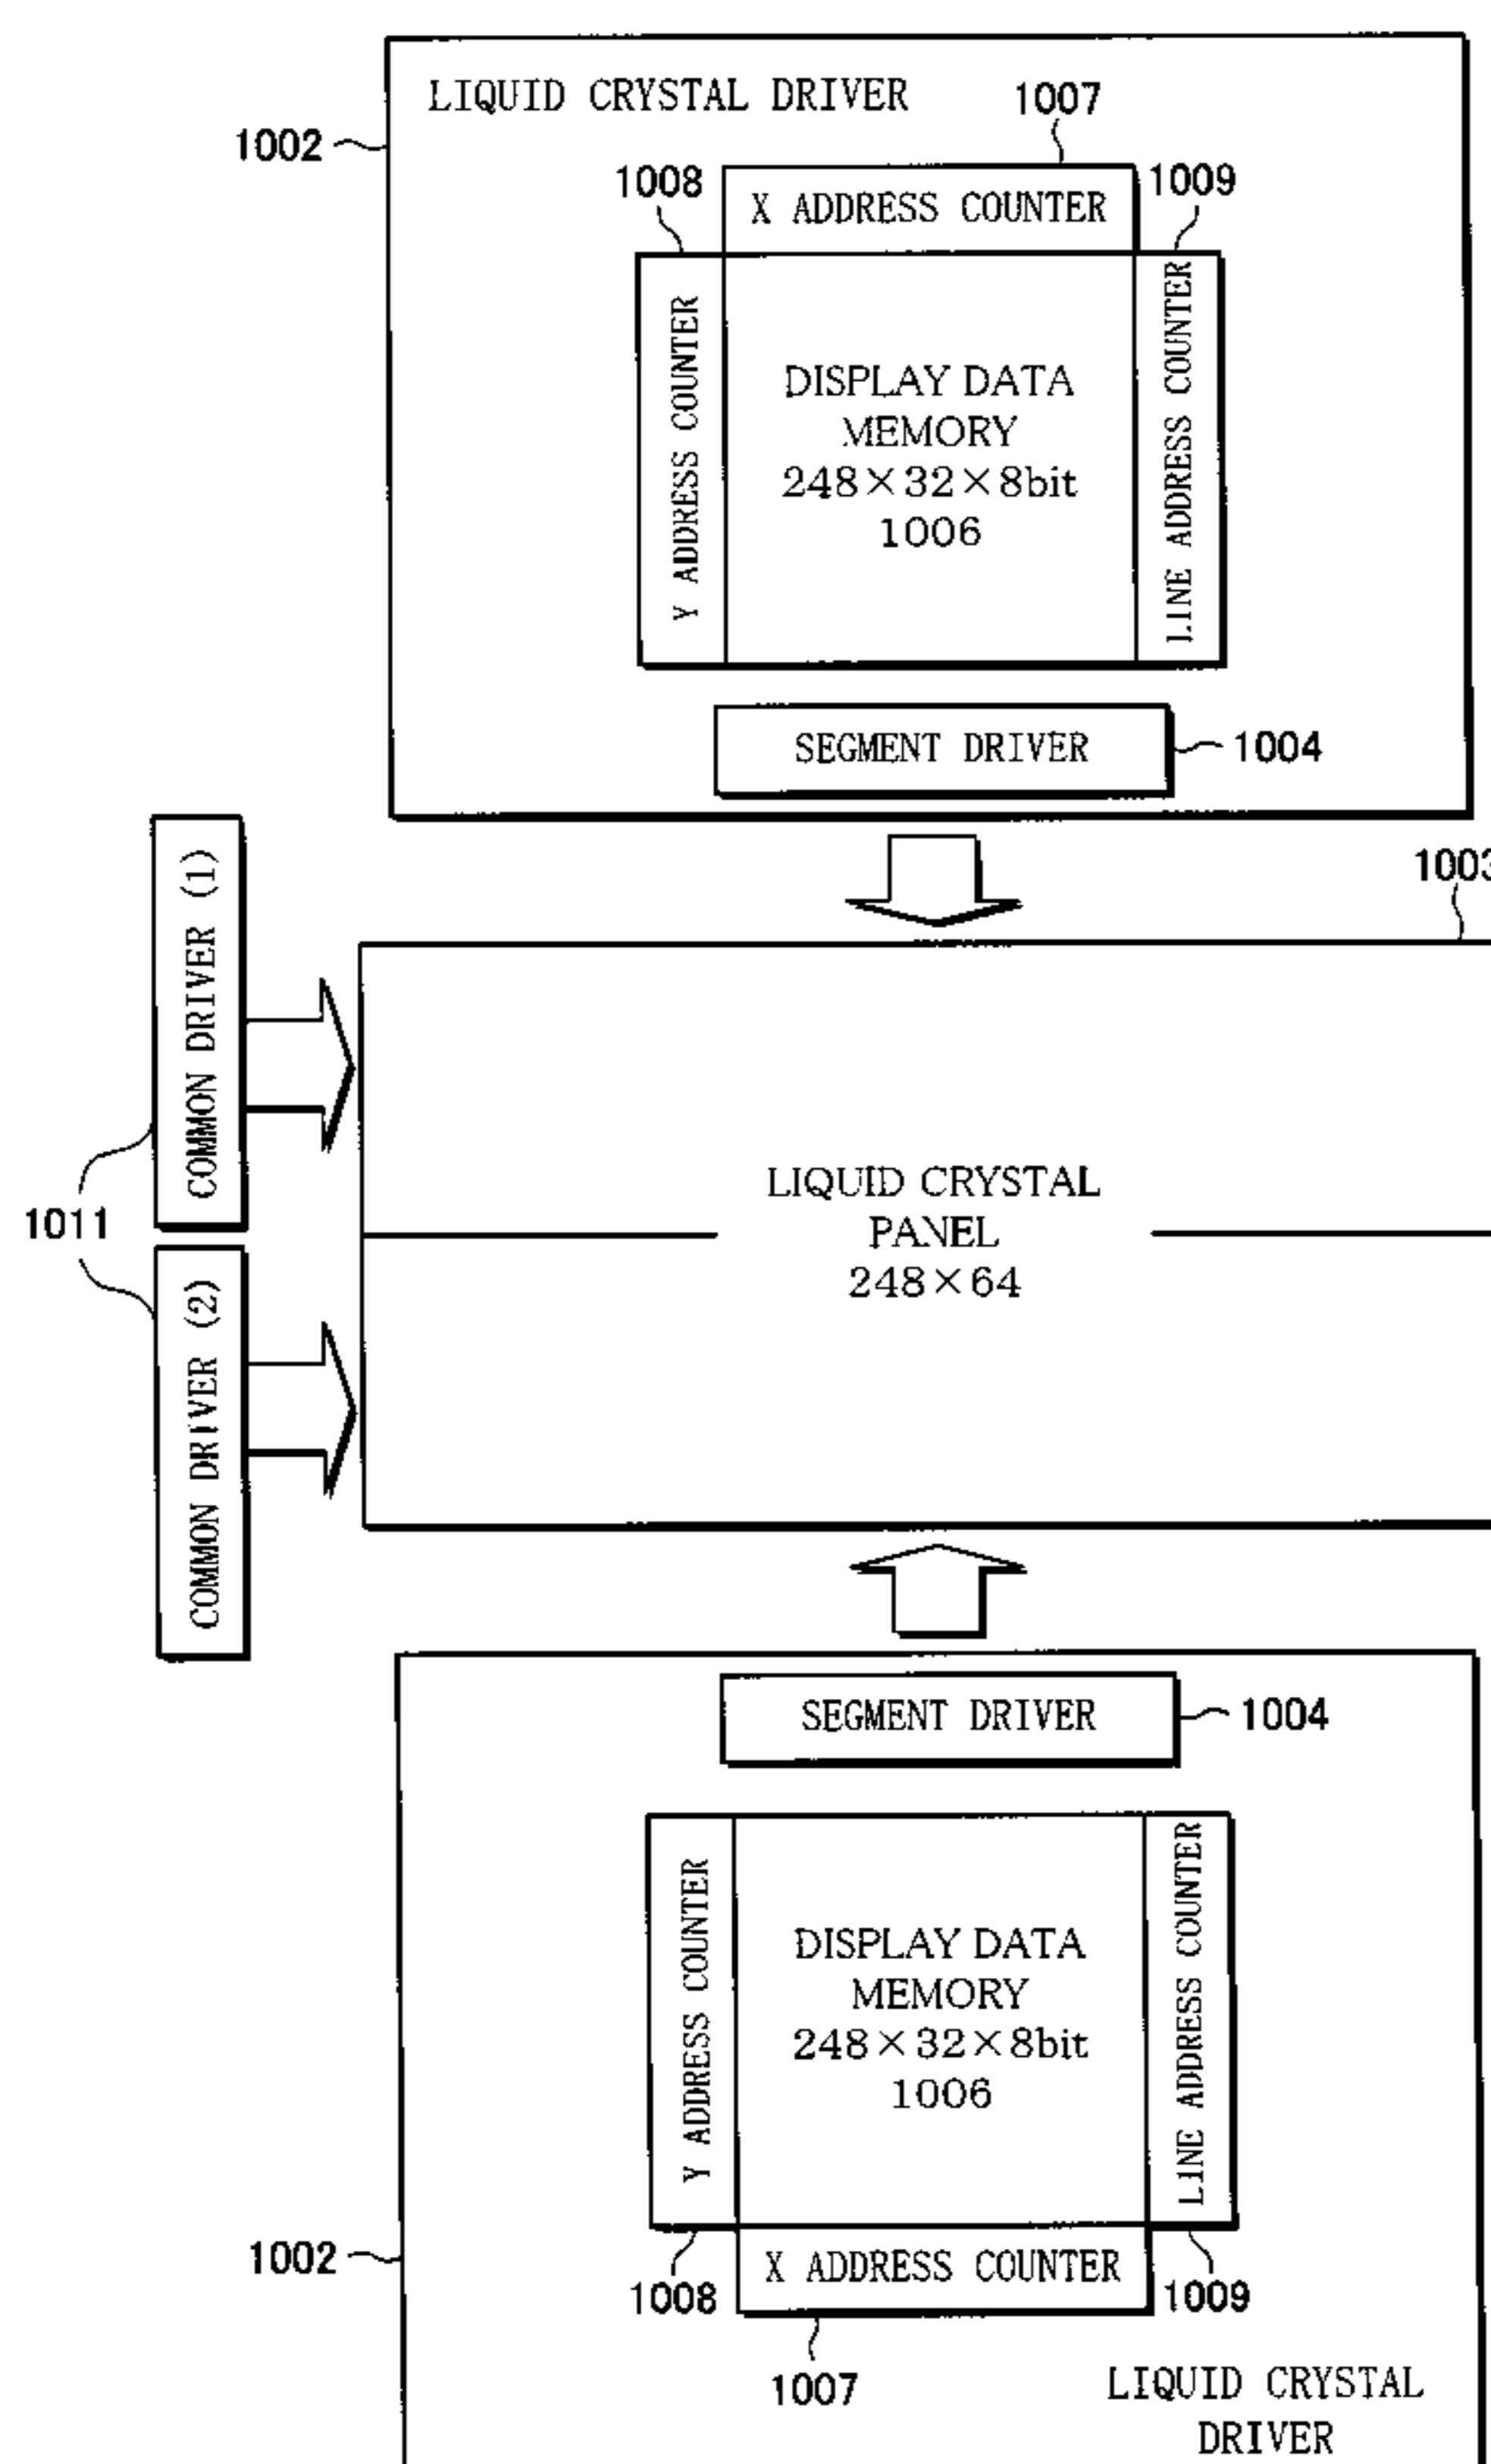 LIQUID CRYSTAL DRIVER
1007
1002
1008
X ADDRESS COUNTER
1009
Y ADDRESS COUNTER
DISPLAY DATA
MEMORY
248×32×8bit
1006
LINE ADDRESS COUNTER
SEGMENT DRIVER
1004
COMMON DRIVER (1)
1003
1011
LIQUID CRYSTAL
PANEL
248×64
COMMON DRIVER (2)
SEGMENT DRIVER
1004
Y ADDRESS COUNTER
DISPLAY DATA
MEMORY
248×32×8bit
1006
LINE ADDRESS COUNTER
1002
1008
X ADDRESS COUNTER
1009
1007
LIQUID CRYSTAL
DRIVER